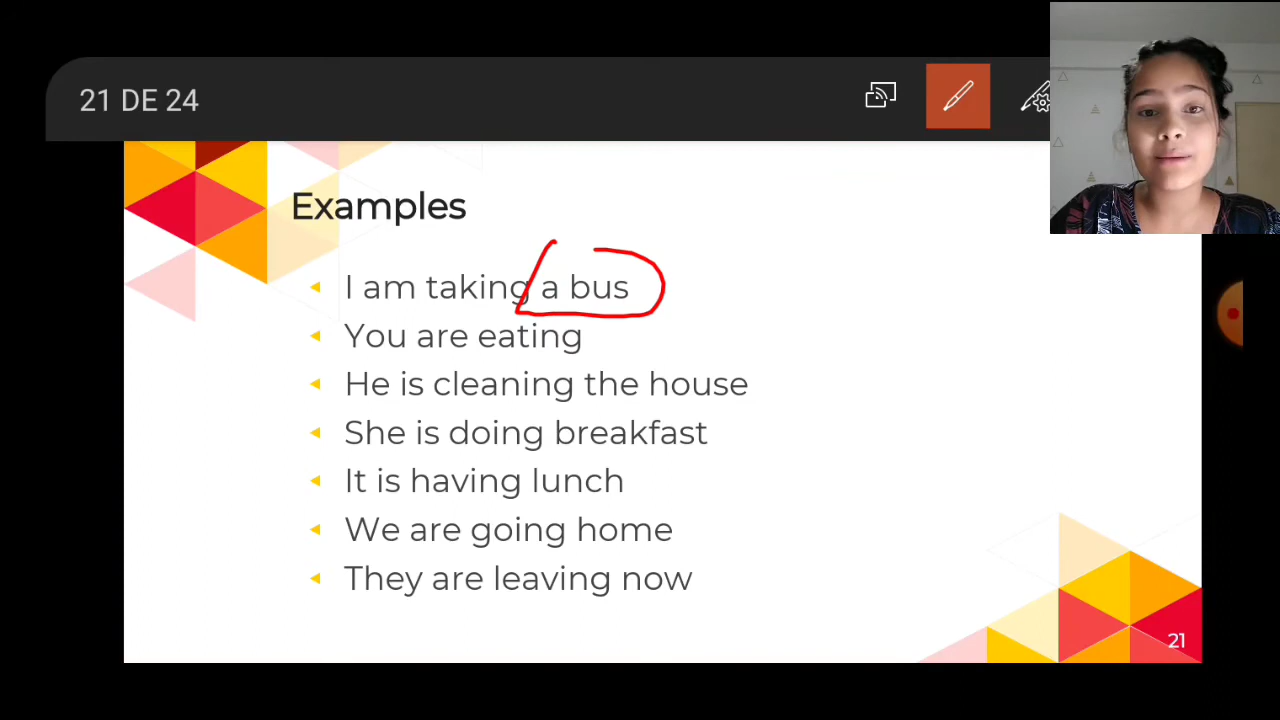 21 DE 24
Examples
I am taking a bus
You are eating
He is cleaning the house
She is doing breakfast
It is having lunch
We are going home
They are leaving now
21